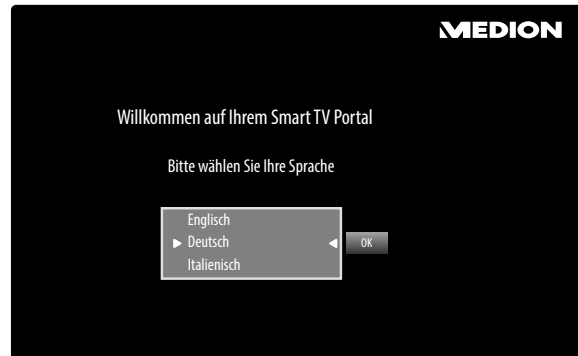 MEDION
Willkommen auf Ihrem Smart TV Portal
Bitte wählen Sie Ihre Sprache
Englisch
Deutsch
OK
Italienisch